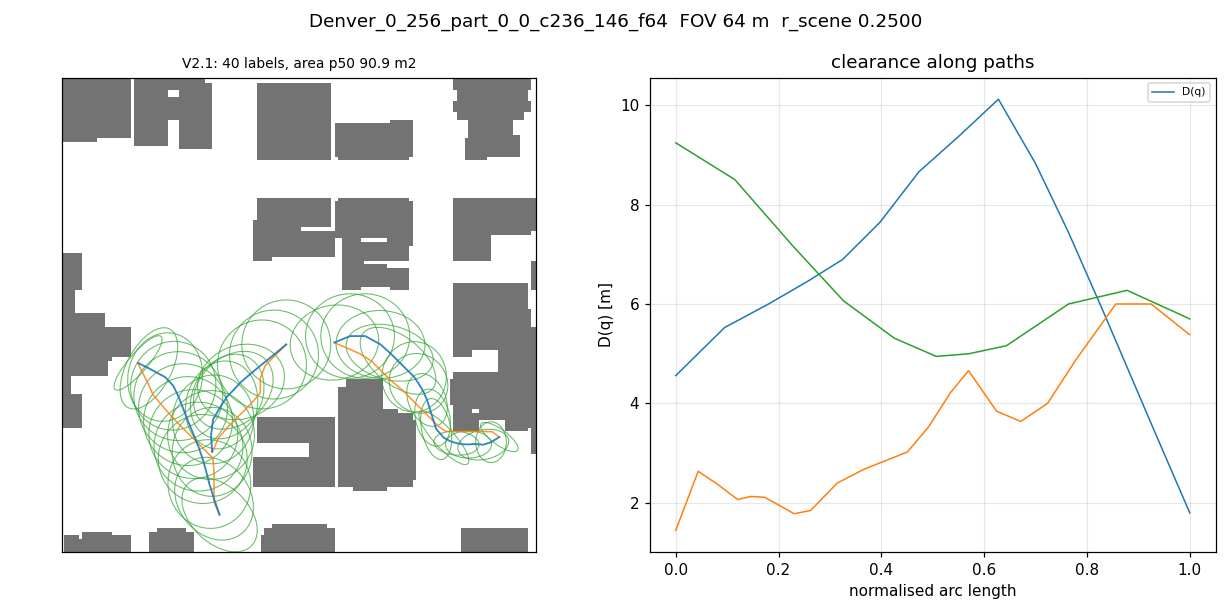 Denver_0_256_part_0_0_c236_146_f64  FOV 64 m  r_scene 0.2500
V2.1: 40 labels, area p50 90.9 m2
clearance along paths
D(q)
D(q) [m]
10
8
6
4
2
0.0 0.2 0.4 0.6 0.8 1.0
normalised arc length